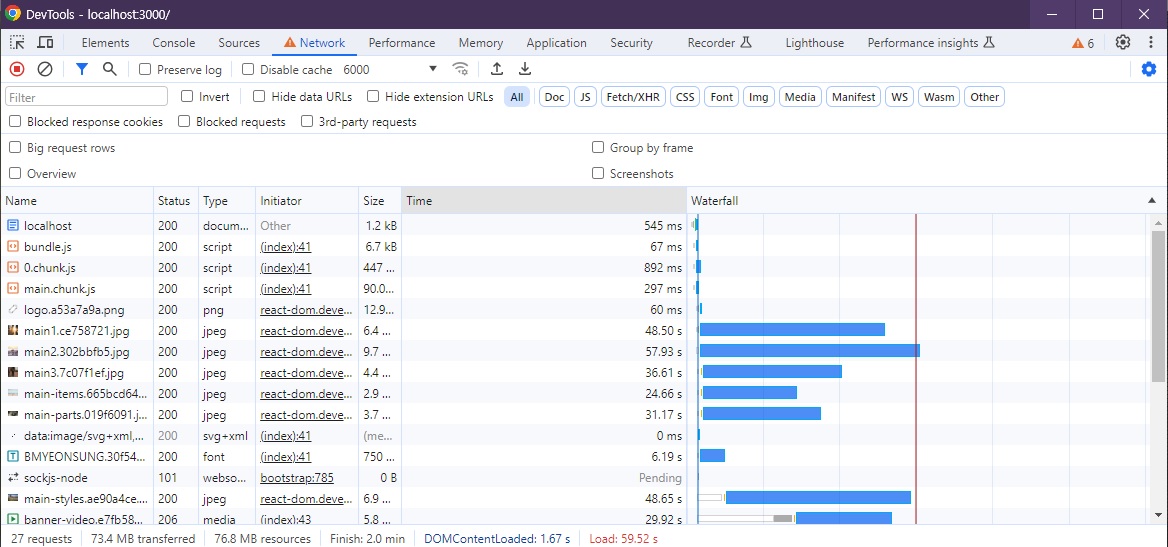 DevTools - localhost:3000/
Elements Console Sources Network Performance Memory Application Security Recorder Lighthouse Performance insights 6
Preserve log Disable cache 6000
Filter Invert Hide data URLs Hide extension URLs All Doc JS Fetch/XHR CSS Font Img Media Manifest WS Wasm Other
Blocked response cookies Blocked requests 3rd-party requests
Big request rows Group by frame
Overview Screenshots
Name Status Type Initiator Size Time Waterfall
localhost 200 docum... Other 1.2 kB 545 ms
bundle.js 200 script (index):41 6.7 kB 67 ms
0.chunk.js 200 script (index):41 447 ... 892 ms
main.chunk.js 200 script (index):41 90.0... 297 ms
logo.a53a7a9a.png 200 png react-dom.deve... 12.9... 60 ms
main1.ce758721.jpg 200 jpeg react-dom.deve... 6.4 ... 48.50 s
main2.302bbfb5.jpg 200 jpeg react-dom.deve... 9.7 ... 57.93 s
main3.7c07f1ef.jpg 200 jpeg react-dom.deve... 4.4 ... 36.61 s
main-items.665bcd64... 200 jpeg react-dom.deve... 2.9 ... 24.66 s
main-parts.019f6091.j... 200 jpeg react-dom.deve... 3.7 ... 31.17 s
data:image/svg+xml,... 200 svg+xml (index):41 (me... 0 ms
BMYEONSUNG.30f54... 200 font (index):41 750 ... 6.19 s
sockjs-node 101 webso... bootstrap:785 0 B Pending
main-styles.ae90a4ce.... 200 jpeg react-dom.deve... 6.9 ... 48.65 s
banner-video.e7fb58... 206 media (index):43 5.8 ... 29.92 s
27 requests 73.4 MB transferred 76.8 MB resources Finish: 2.0 min DOMContentLoaded: 1.67 s Load: 59.52 s